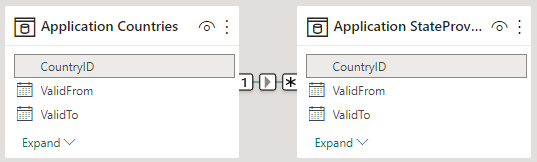 Application Countries
CountryID
ValidFrom
ValidTo
Expand
1
*
Application StateProv...
CountryID
ValidFrom
ValidTo
Expand